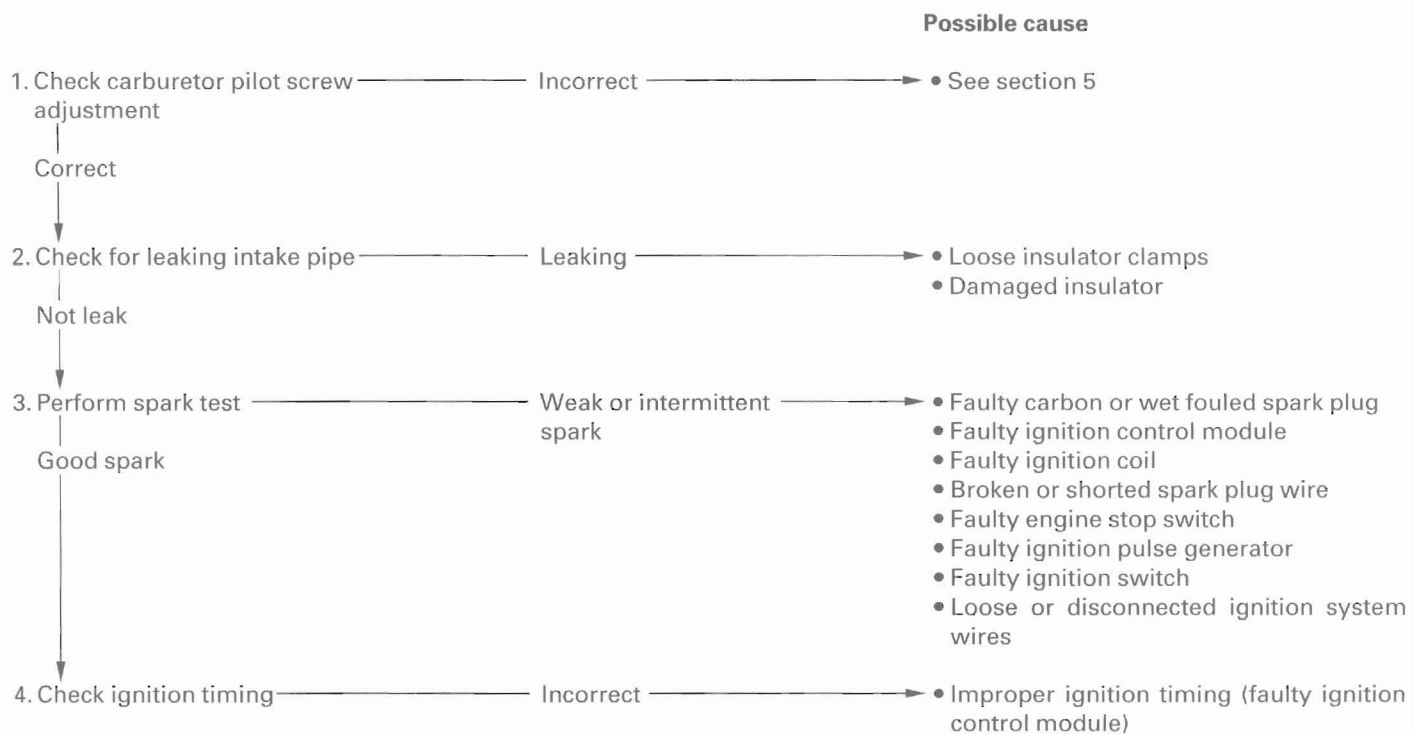 Possible cause
1. Check carburetor pilot screw adjustment
Incorrect
• See section 5
Correct
2. Check for leaking intake pipe
Leaking
• Loose insulator clamps
• Damaged insulator
Not leak
3. Perform spark test
Weak or intermittent
spark
• Faulty carbon or wet fouled spark plug
• Faulty ignition control module
• Faulty ignition coil
• Broken or shorted spark plug wire
• Faulty engine stop switch
• Faulty ignition pulse generator
• Faulty ignition switch
• Loose or disconnected ignition system
wires
Good spark
4. Check ignition timing
Incorrect
• Improper ignition timing (faulty ignition
control module)